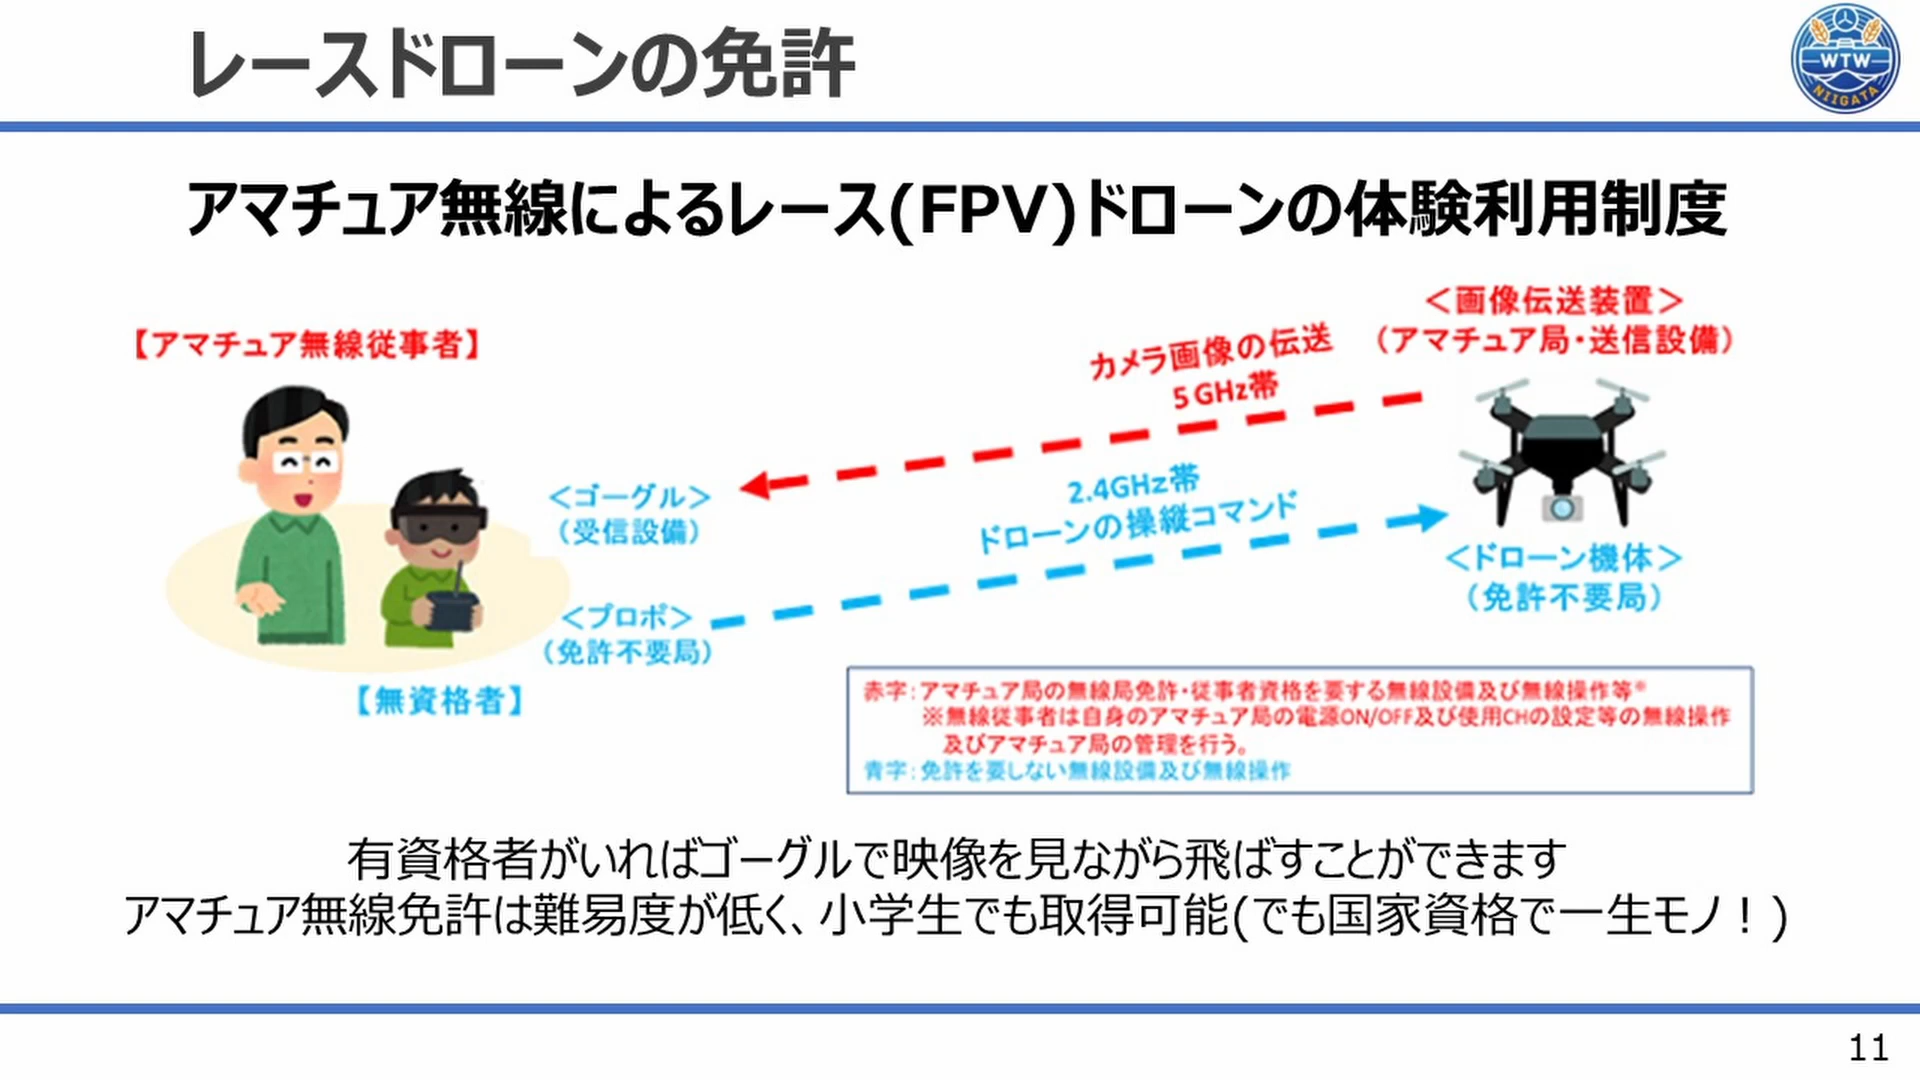 レースドローンの免許
WTW
NIIGATA
アマチュア無線によるレース(FPV)ドローンの体験利用制度
＜画像伝送装置＞
（アマチュア局・送信設備）
【アマチュア無線従事者】
カメラ画像の伝送
5GHz帯
＜ゴーグル＞
（受信設備）
2.4GHz帯
ドローンの操縦コマンド
＜ドローン機体＞
（免許不要局）
＜プロポ＞
（免許不要局）
【無資格者】
赤字：アマチュア局の無線局免許・従事者資格を要する無線設備及び無線操作等※
※無線従事者は自身のアマチュア局の電源ON/OFF及び使用CHの設定等の無線操作
及びアマチュア局の管理を行う。
青字：免許を要しない無線設備及び無線操作
有資格者がいればゴーグルで映像を見ながら飛ばすことができます
アマチュア無線免許は難易度が低く、小学生でも取得可能(でも国家資格で一生モノ！)
11